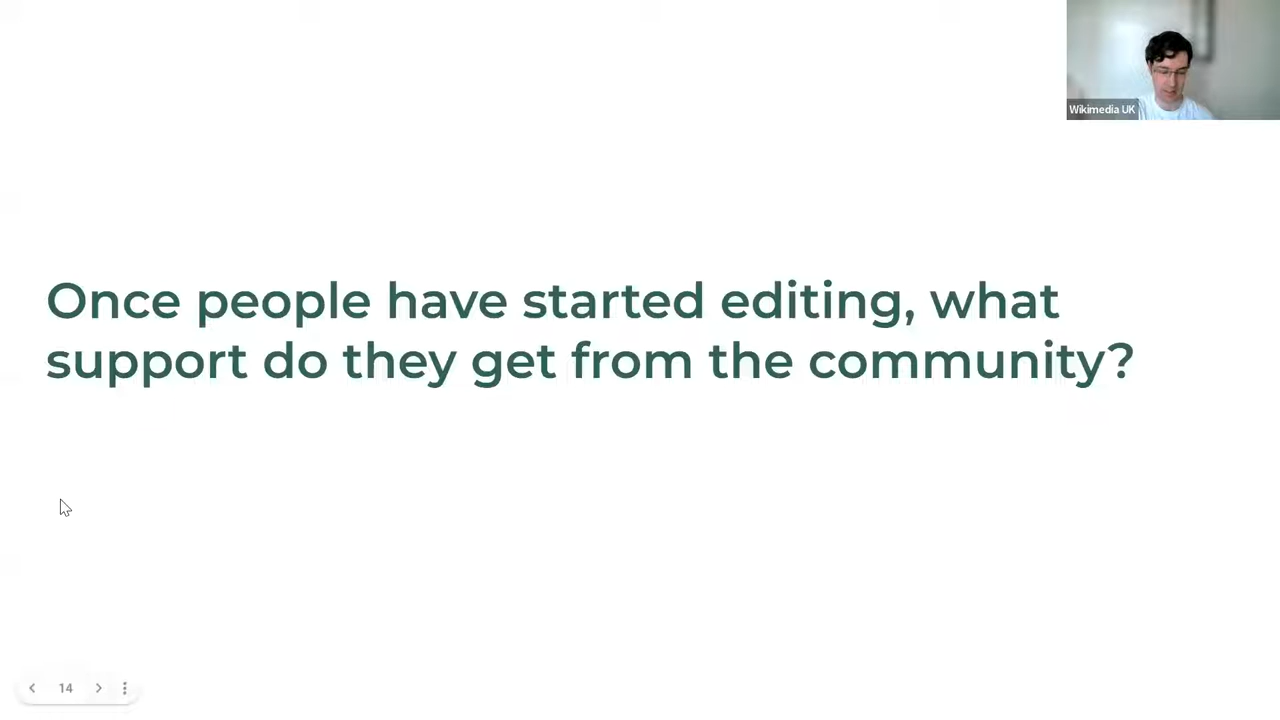 Wikimedia UK
Once people have started editing, what
support do they get from the community?
14